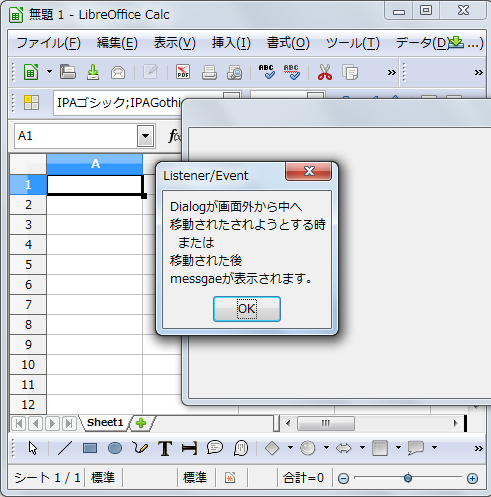 無題 1 - LibreOffice Calc
ファイル(F) 編集(E) 表示(V) 挿入(I) 書式(O) ツール(T) データ(D) ...)
PDF ABC ABC
IPAゴシック;IPAGothi
A1
A
1
2
3
4
5
6
7
8
9
10
11
12
Listener/Event
Dialogが画面外から中へ
移動されたされようとする時
または
移動された後
messgaeが表示されます。
OK
Sheet1
シート 1 / 1 標準 標準 合計=0